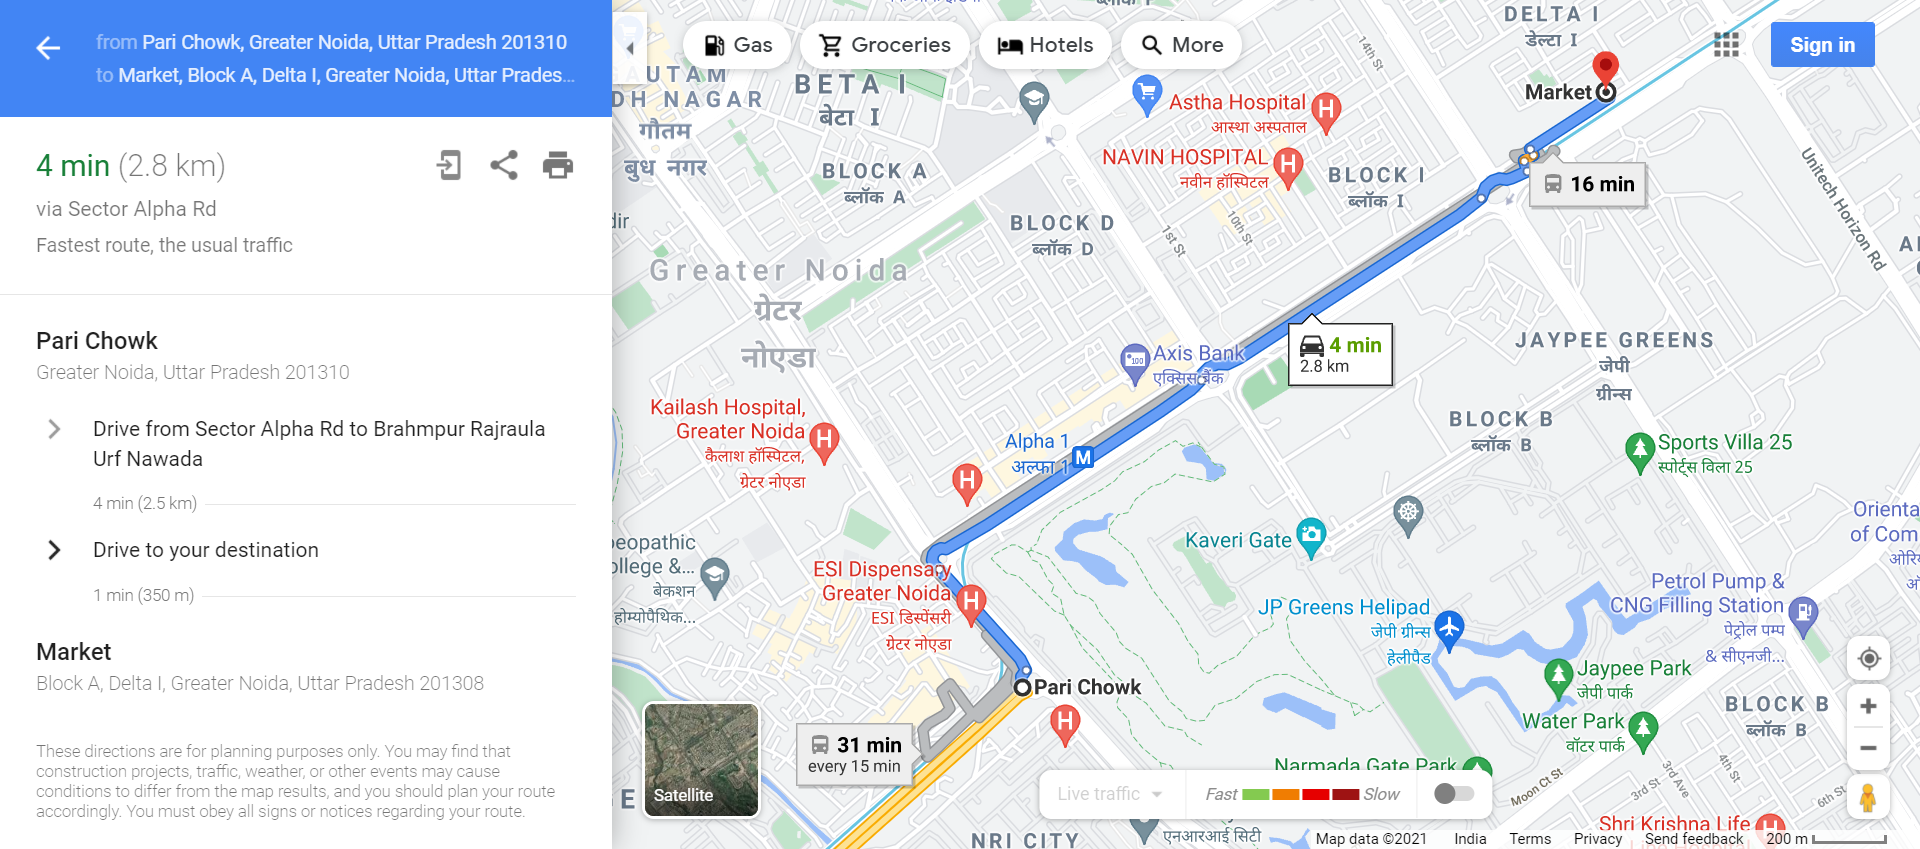 from Pari Chowk, Greater Noida, Uttar Pradesh 201310
to Market, Block A, Delta I, Greater Noida, Uttar Prades...
4 min (2.8 km)
via Sector Alpha Rd
Fastest route, the usual traffic
Pari Chowk
Greater Noida, Uttar Pradesh 201310
Drive from Sector Alpha Rd to Brahmpur Rajraula
Urf Nawada
4 min (2.5 km)
Drive to your destination
1 min (350 m)
Market
Block A, Delta I, Greater Noida, Uttar Pradesh 201308
These directions are for planning purposes only. You may find that
construction projects, traffic, weather, or other events may cause
conditions to differ from the map results, and you should plan your route
accordingly. You must obey all signs or notices regarding your route.
Gas
Groceries
Hotels
More
Sign in
DELTA I
डेल्टा I
Market
14th St
AUTAM
DH NAGAR
गौतम
बुध नगर
BETA I
बेटा I
BLOCK A
ब्लॉक A
Astha Hospital
आस्था अस्पताल
NAVIN HOSPITAL
नवीन हॉस्पिटल
BLOCK I
ब्लॉक I
16 min
Unitech Horizon Rd
dir
BLOCK D
ब्लॉक D
1st St
10th St
Greater Noida
ग्रेटर
नोएडा
Axis Bank
एक्सिस बैंक
4 min
2.8 km
JAYPEE GREENS
जेपी
ग्रीन्स
Kailash Hospital,
Greater Noida
कैलाश हॉस्पिटल,
ग्रेटर नोएडा
Alpha 1
अल्फा 1
M
BLOCK B
ब्लॉक B
Sports Villa 25
स्पोर्ट्स विला 25
Kaveri Gate
Orienta
of Com
ओरि
eopathic
ollege &...
बेकशन
होम्योपैथिक...
ESI Dispensary
Greater Noida
ESI डिस्पेंसरी
ग्रेटर नोएडा
JP Greens Helipad
जेपी ग्रीन्स
हेलीपैड
Petrol Pump &
CNG Filling Station
पेट्रोल पम्प
& सीएनजी...
Jaypee Park
जेपी पार्क
Pari Chowk
Water Park
वॉटर पार्क
BLOCK B
ब्लॉक B
31 min
every 15 min
Satellite
E
Narmada Gate Park
Live traffic
Fast
Slow
Moon Ct St
3rd St
3rd Ave
4th St
6th St
NRI CITY
एनआरआई सिटी
Shri Krishna Life
Map data ©2021
India
Terms
Privacy
Send feedback
200 m